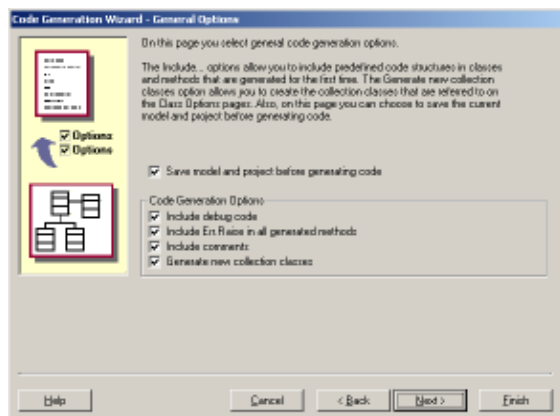 Code Generation Wizard - General Options
On this page you select general code generation options.
The Include... options allow you to include predefined code structures in classes
and methods that are generated for the first time. The Generate new collection
classes option allows you to create the collection classes that are referred to on
the Class Options pages. Also, on this page you can choose to save the current
model and project before generating code.
Options
Options
Save model and project before generating code
Code Generation Options
Include debug code
Include Err.Raise in all generated methods
Include comments
Generate new collection classes
Help
Cancel
< Back
Next >
Finish